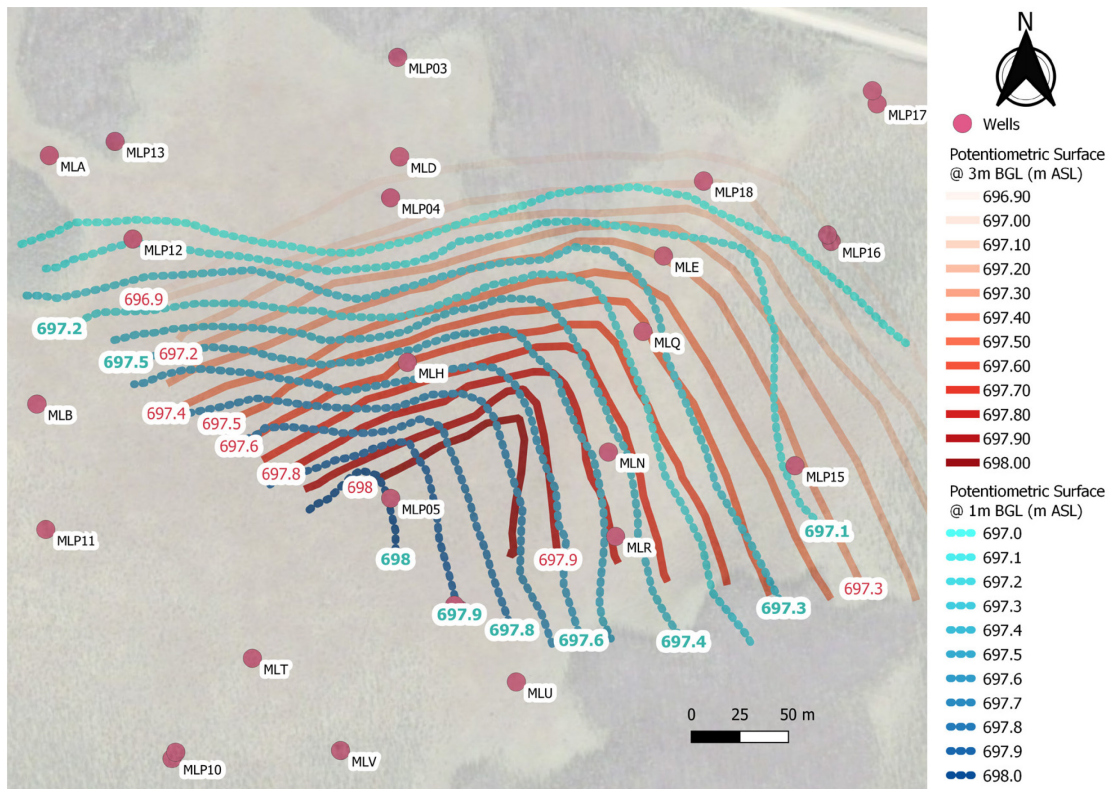 N
MLP03
MLP17
MLP13
MLA
MLD
MLP18
MLP04
MLP12
MLP16
MLE
696.9
697.2
MLQ
697.2
697.5
MLH
697.4
MLB
697.5
697.6
MLN
697.8
MLP15
698
MLP05
697.1
MLP11
MLR
698
697.9
697.3
697.3
697.9
697.8
697.6
697.4
MLT
MLU
0 25 50 m
MLV
MLP10
Wells
Potentiometric Surface
@ 3m BGL (m ASL)
696.90
697.00
697.10
697.20
697.30
697.40
697.50
697.60
697.70
697.80
697.90
698.00
Potentiometric Surface
@ 1m BGL (m ASL)
697.0
697.1
697.2
697.3
697.4
697.5
697.6
697.7
697.8
697.9
698.0